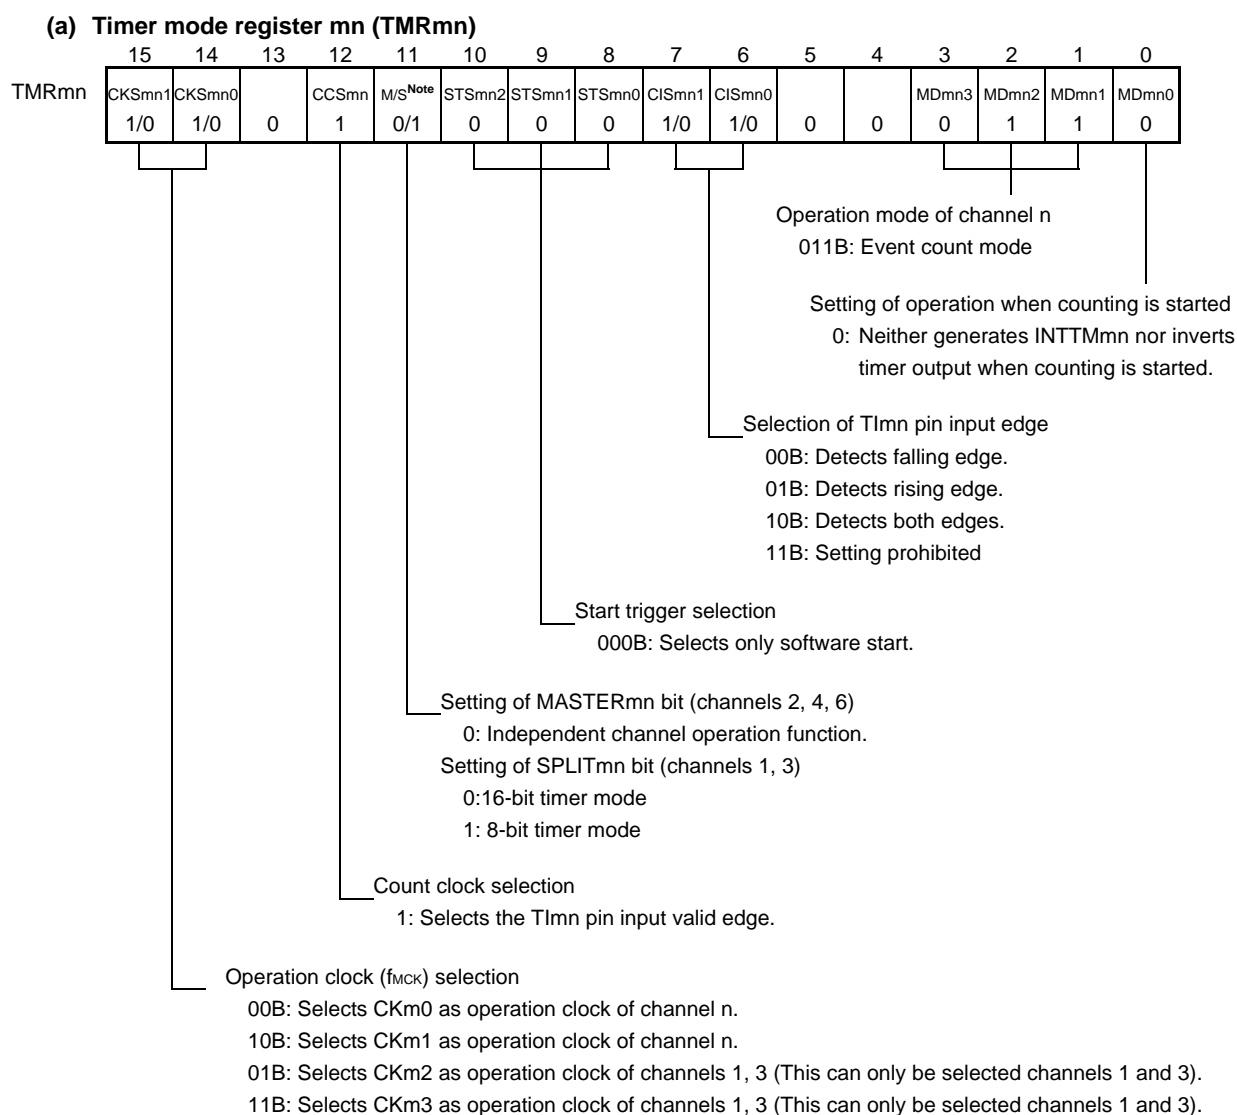 (a) Timer mode register mn (TMRmn)
15 14 13 12 11 10 9 8 7 6 5 4 3 2 1 0
TMRmn CKSmn1 CKSmn0 CCSmn M/SNote STSmn2 STSmn1 STSmn0 CISmn1 CISmn0 MDmn3 MDmn2 MDmn1 MDmn0
1/0 1/0 0 1 0/1 0 0 0 1/0 1/0 0 0 0 1 1 0
Operation mode of channel n
011B: Event count mode
Setting of operation when counting is started
0: Neither generates INTTMmn nor inverts
timer output when counting is started.
Selection of TImn pin input edge
00B: Detects falling edge.
01B: Detects rising edge.
10B: Detects both edges.
11B: Setting prohibited
Start trigger selection
000B: Selects only software start.
Setting of MASTERmn bit (channels 2, 4, 6)
0: Independent channel operation function.
Setting of SPLITmn bit (channels 1, 3)
0:16-bit timer mode
1: 8-bit timer mode
Count clock selection
1: Selects the TImn pin input valid edge.
Operation clock (fMCK) selection
00B: Selects CKm0 as operation clock of channel n.
10B: Selects CKm1 as operation clock of channel n.
01B: Selects CKm2 as operation clock of channels 1, 3 (This can only be selected channels 1 and 3).
11B: Selects CKm3 as operation clock of channels 1, 3 (This can only be selected channels 1 and 3).